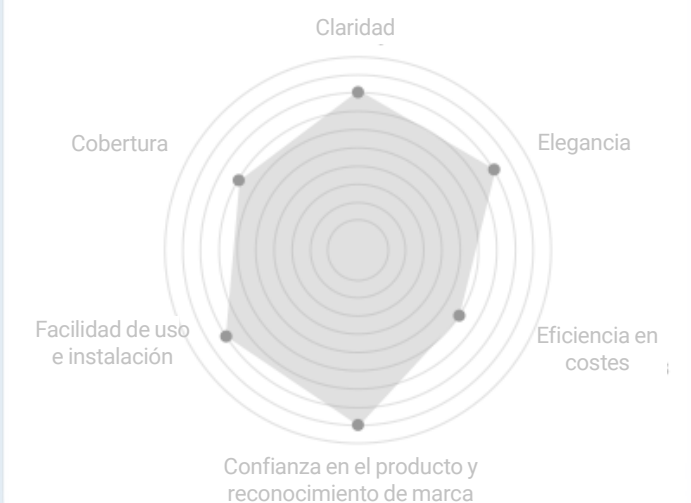 Claridad
Cobertura
Elegancia
Facilidad de uso
e instalación
Eficiencia en
costes
Confianza en el producto y
reconocimiento de marca